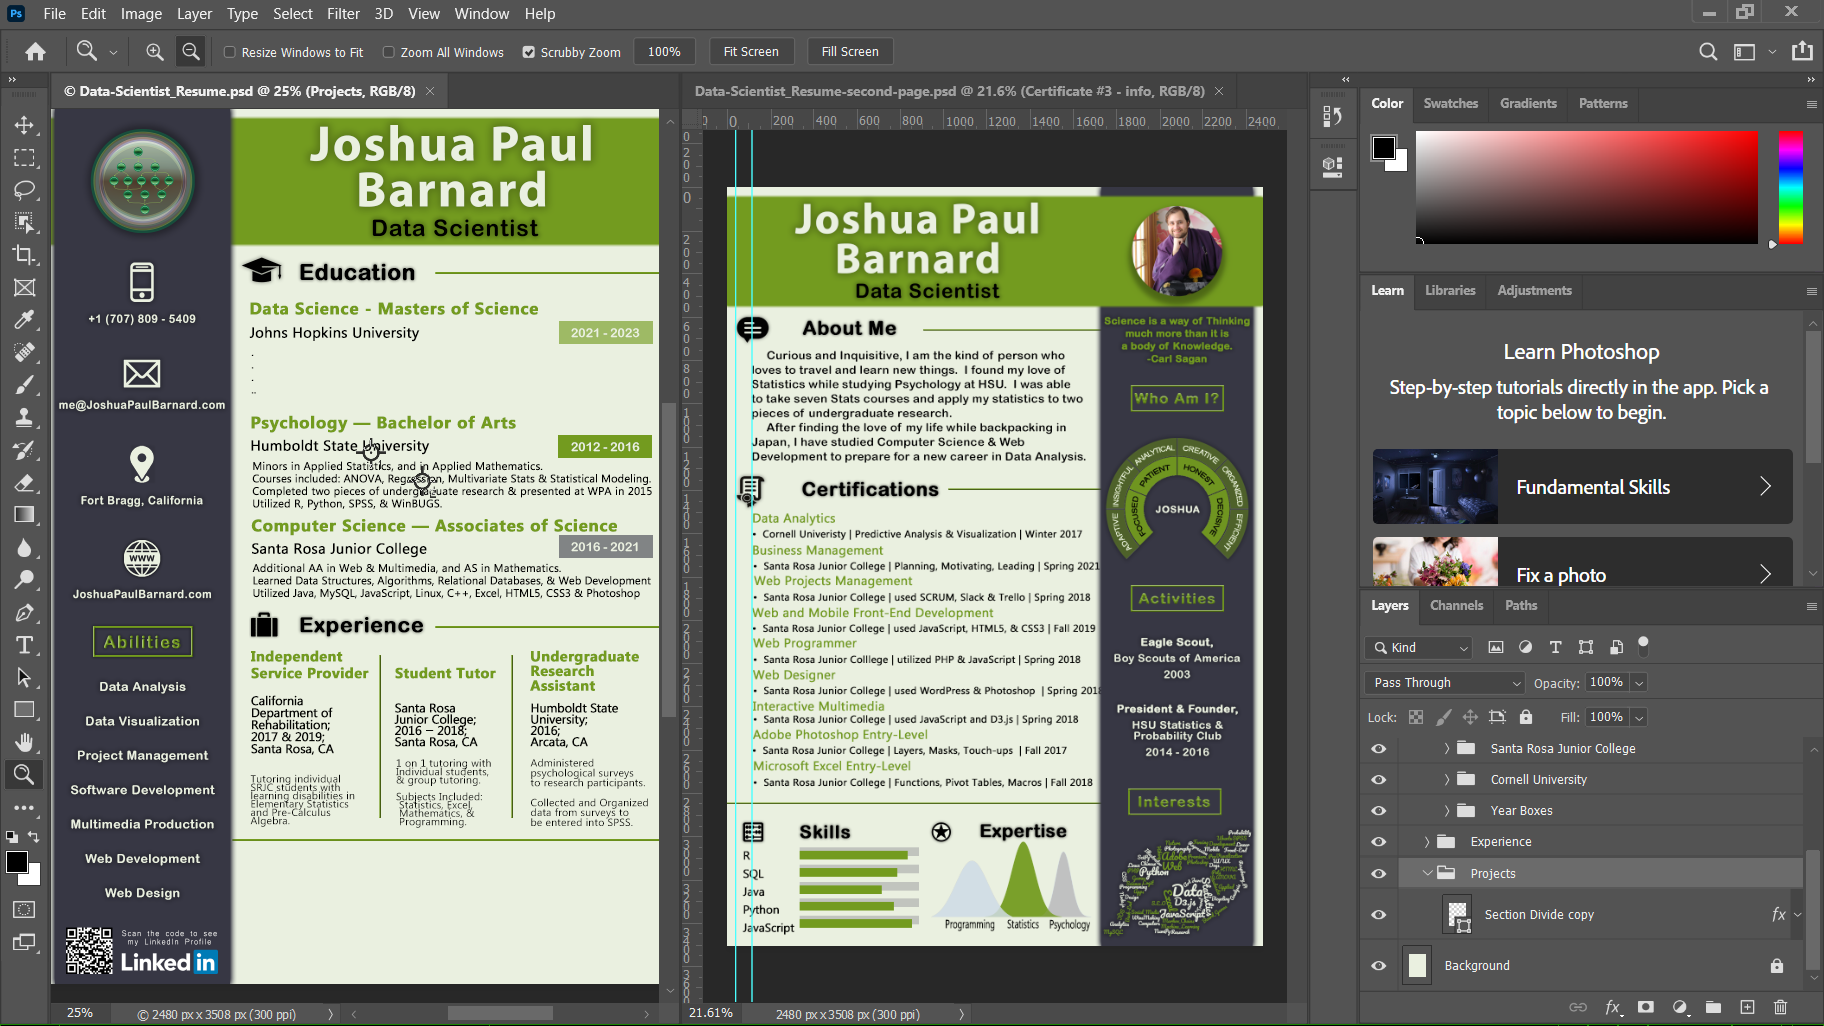 Ps File Edit Image Layer Type Select Filter 3D View Window Help
Resize Windows to Fit Zoom All Windows Scrubby Zoom 100% Fit Screen Fill Screen
© Data-Scientist_Resume.psd @ 25% (Projects, RGB/8)
Data-Scientist_Resume-second-page.psd @ 21.6% (Certificate #3 - info, RGB/8)
+1 (707) 809 - 5409
me@JoshuaPaulBarnard.com
Fort Bragg, California
WWW
JoshuaPaulBarnard.com
Abilities
Data Analysis
Data Visualization
Project Management
Software Development
Multimedia Production
Web Development
Web Design
Scan the code to see
my LinkedIn Profile
Linked in
Joshua Paul
Barnard
Data Scientist
Education
Data Science - Masters of Science
Johns Hopkins University
2021 - 2023
Psychology — Bachelor of Arts
Humboldt State University
2012 - 2016
Minors in Applied Statistics, and in Applied Mathematics.
Courses included: ANOVA, Regression, Multivariate Stats & Statistical Modeling.
Completed two pieces of undergraduate research & presented at WPA in 2015
Utilized R, Python, SPSS, & WinBUGS.
Computer Science — Associates of Science
Santa Rosa Junior College
2016 - 2021
Additional AA in Web & Multimedia, and AS in Mathematics.
Learned Data Structures, Algorithms, Relational Databases, & Web Development
Utilized Java, MySQL, JavaScript, Linux, C++, Excel, HTML5, CSS3 & Photoshop
Experience
Independent
Service Provider
California
Department of
Rehabilitation;
2017 & 2019;
Santa Rosa, CA
Tutoring individual
SRJC students with
learning disabilities in
Elementary Statistics
and Pre-Calculus
Algebra.
Student Tutor
Santa Rosa
Junior College;
2016 – 2018;
Santa Rosa, CA
1 on 1 tutoring with
Individual students,
& group tutoring.
Subjects Included:
Statistics, Excel,
Mathematics, &
Programming.
Undergraduate
Research
Assistant
Humboldt State
University;
2016;
Arcata, CA
Administered
psychological surveys
to research participants.
Collected and Organized
data from surveys to
be entered into SPSS.
25% © 2480 px x 3508 px (300 ppi)
0 200 400 600 800 1000 1200 1400 1600 1800 2000 2200 2400
Joshua Paul
Barnard
Data Scientist
About Me
Curious and Inquisitive, I am the kind of person who
loves to travel and learn new things. I found my love of
Statistics while studying Psychology at HSU. I was able
to take seven Stats courses and apply my statistics to two
pieces of undergraduate research.
After finding the love of my life while backpacking in
Japan, I have studied Computer Science & Web
Development to prepare for a new career in Data Analysis.
Certifications
Data Analytics
• Cornell Univeristy | Predictive Analysis & Visualization | Winter 2017
Business Management
• Santa Rosa Junior College | Planning, Motivating, Leading | Spring 2021
Web Projects Management
• Santa Rosa Junior College | used SCRUM, Slack & Trello | Spring 2018
Web and Mobile Front-End Development
• Santa Rosa Junior College | used JavaScript, HTML5, & CSS3 | Fall 2019
Web Programmer
• Santa Rosa Junior Colllege | utilized PHP & JavaScript | Spring 2018
Web Designer
• Santa Rosa Junior College | used WordPress & Photoshop | Spring 201
Interactive Multimedia
• Santa Rosa Junior College | used JavaScript and D3.js | Spring 2018
Adobe Photoshop Entry-Level
• Santa Rosa Junior College | Layers, Masks, Touch-ups | Fall 2017
Microsoft Excel Entry-Level
• Santa Rosa Junior College | Functions, Pivot Tables, Macros | Fall 2018
Skills
R
SQL
Java
Python
JavaScript
Expertise
Programming Statistics Psychology
Science is a way of Thinking
much more than it is
a body of Knowledge.
-Carl Sagan
Who Am I?
ADAPTIVE INSIGHTFUL ANALYTICAL CREATIVE ORGANIZED EFFICIENT
FOCUSED PATIENT HONEST DECISIVE
JOSHUA
Activities
Eagle Scout,
Boy Scouts of America
2003
President & Founder,
HSU Statistics &
Probability Club
2014 - 2016
Interests
Probability
Adobe
Web
Python
Data
D3.js
JavaScript
Statistics
21.61% 2480 px x 3508 px (300 ppi)
Color Swatches Gradients Patterns
Learn Libraries Adjustments
Learn Photoshop
Step-by-step tutorials directly in the app. Pick a
topic below to begin.
Fundamental Skills
Fix a photo
Layers Channels Paths
Kind
Pass Through Opacity: 100%
Lock: Fill: 100%
Santa Rosa Junior College
Cornell University
Year Boxes
Experience
Projects
Section Divide copy fx
Background
fx